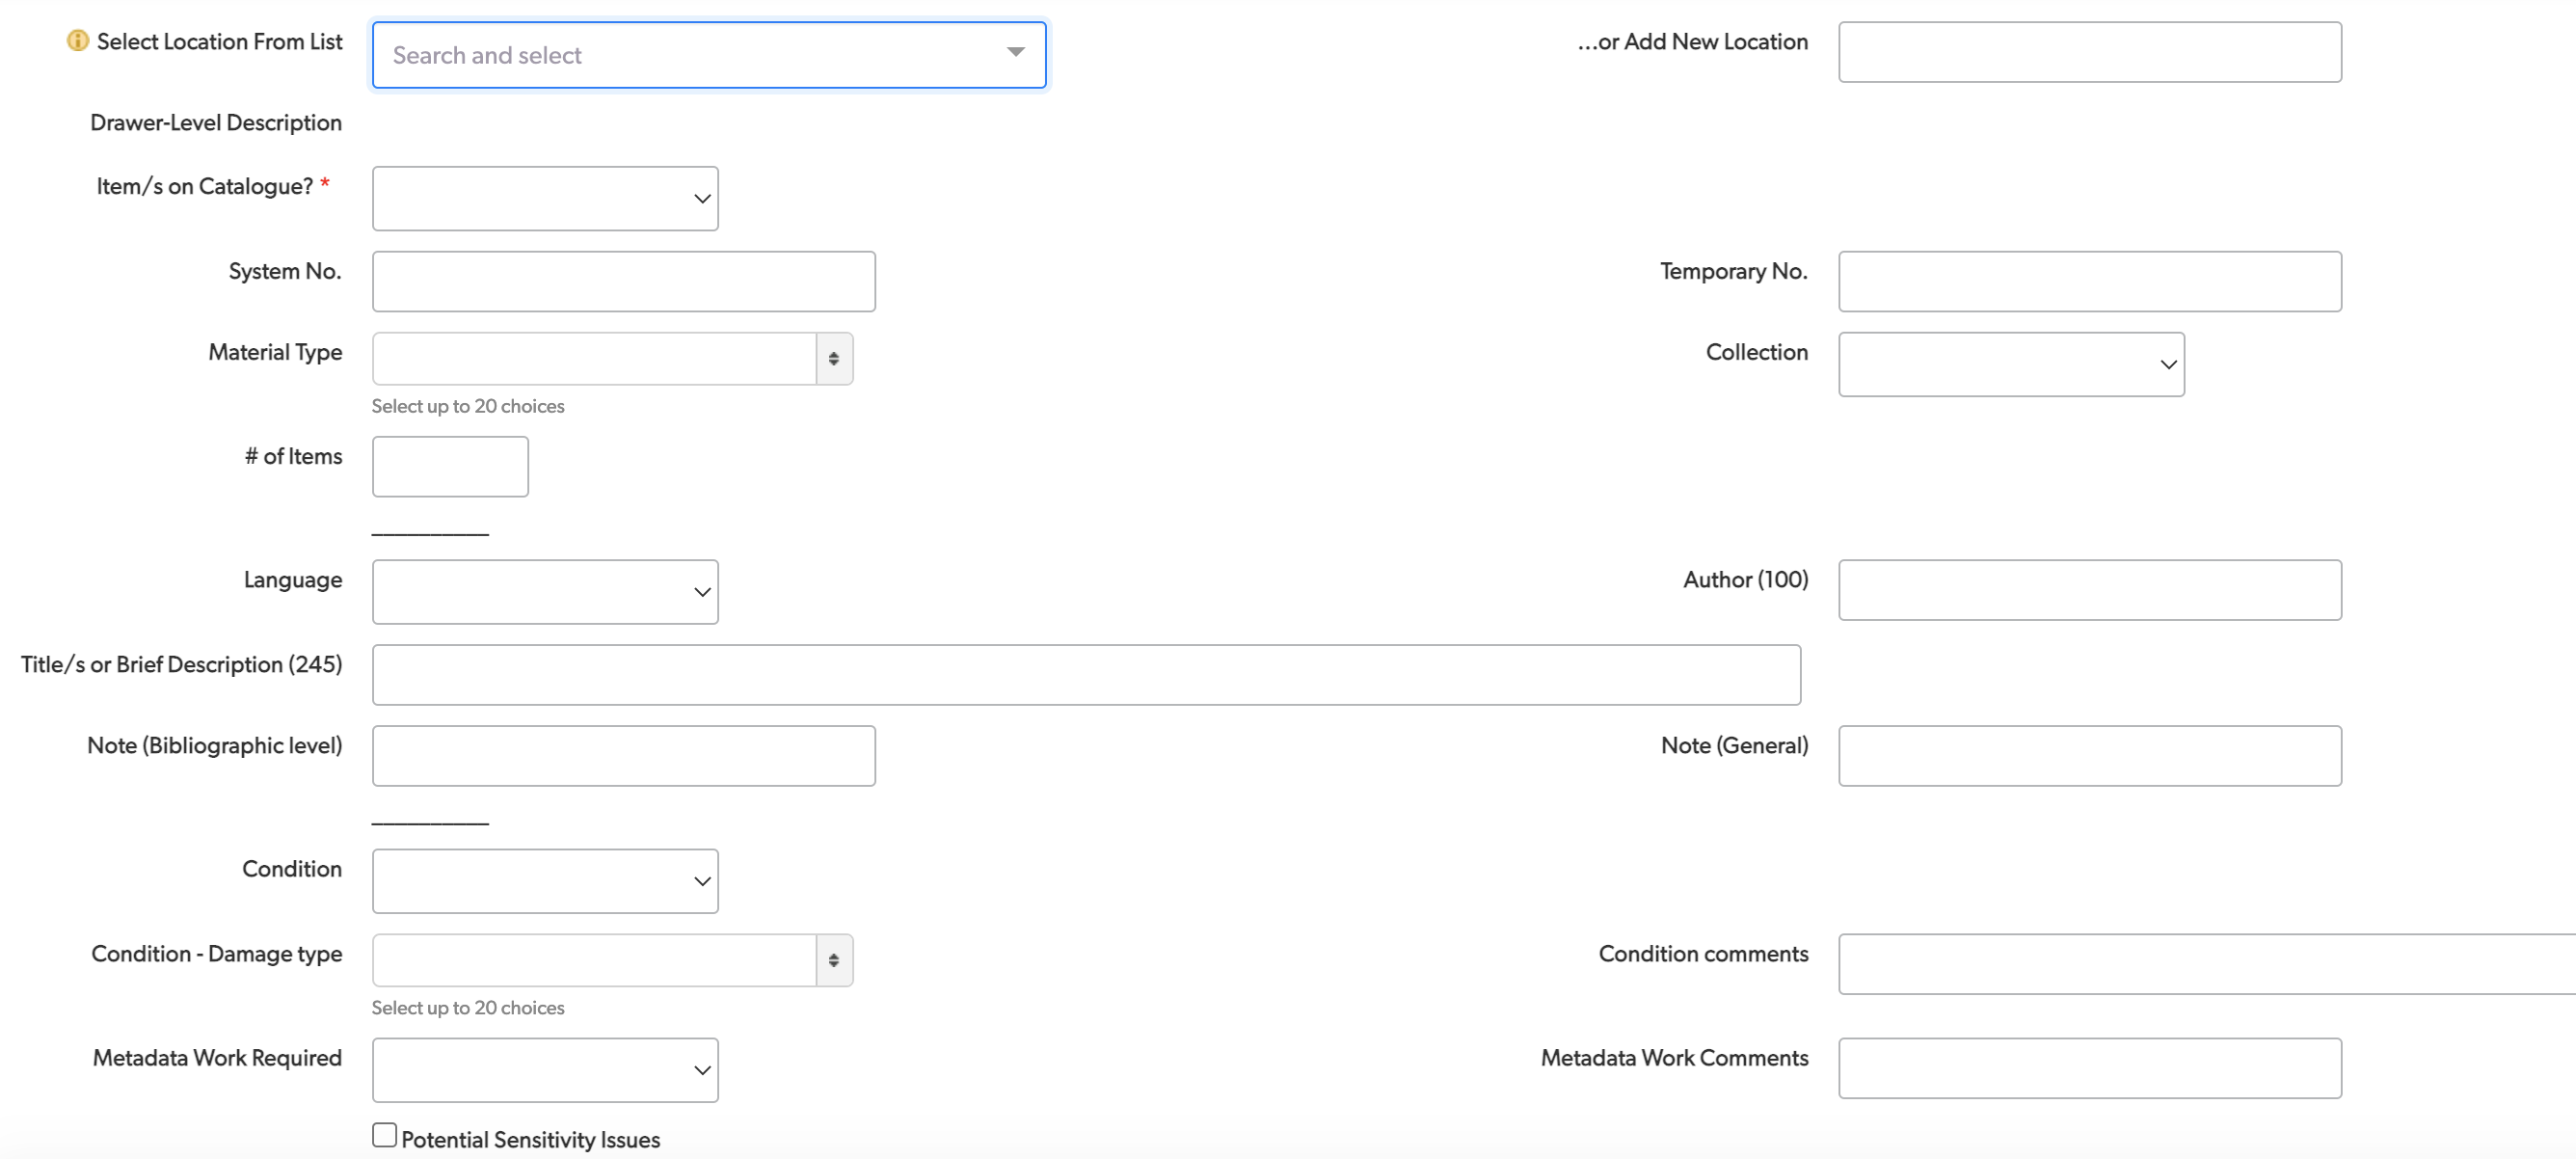 Select Location From List
Search and select
...or Add New Location
Drawer-Level Description
Item/s on Catalogue? *
System No.
Temporary No.
Material Type
Select up to 20 choices
Collection
# of Items
__________
Language
Author (100)
Title/s or Brief Description (245)
Note (Bibliographic level)
Note (General)
__________
Condition
Condition - Damage type
Select up to 20 choices
Condition comments
Metadata Work Required
Metadata Work Comments
Potential Sensitivity Issues